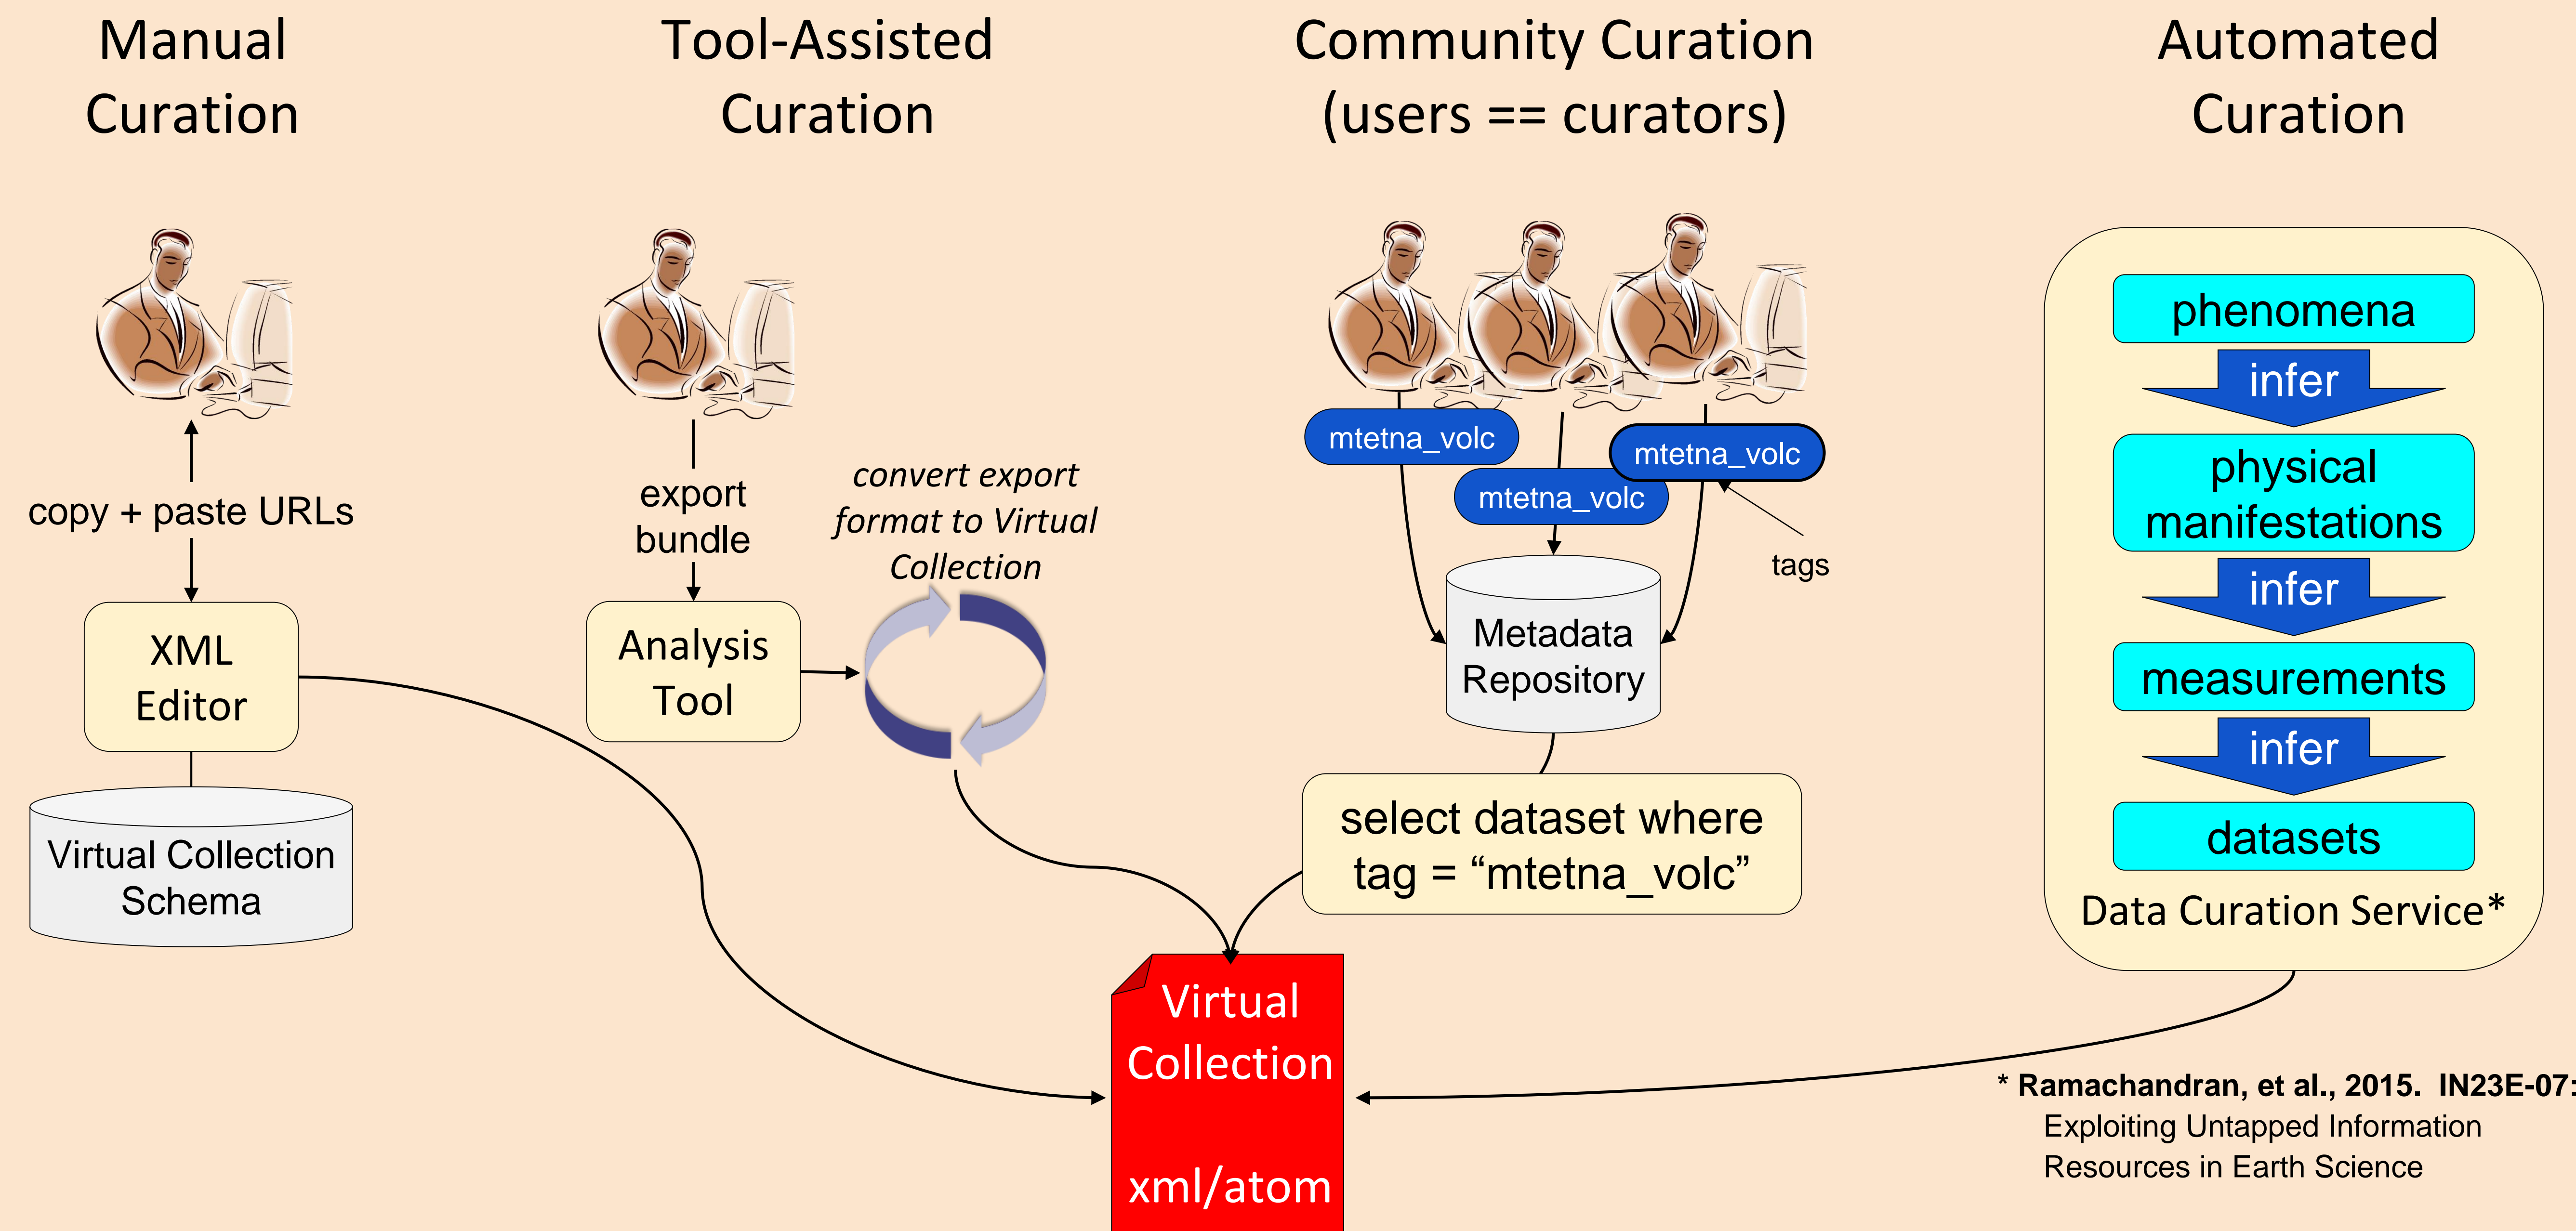 Manual
Curation
Tool-Assisted
Curation
Community Curation
(users == curators)
Automated
Curation
copy + paste URLs
XML
Editor
Virtual Collection
Schema
export
bundle
Analysis
Tool
convert export
format to Virtual
Collection
mtetna_volc
mtetna_volc
mtetna_volc
tags
Metadata
Repository
select dataset where
tag = “mtetna_volc”
phenomena
infer
physical
manifestations
infer
measurements
infer
datasets
Data Curation Service*
Virtual
Collection
xml/atom
* Ramachandran, et al., 2015. IN23E-07:
Exploiting Untapped Information
Resources in Earth Science